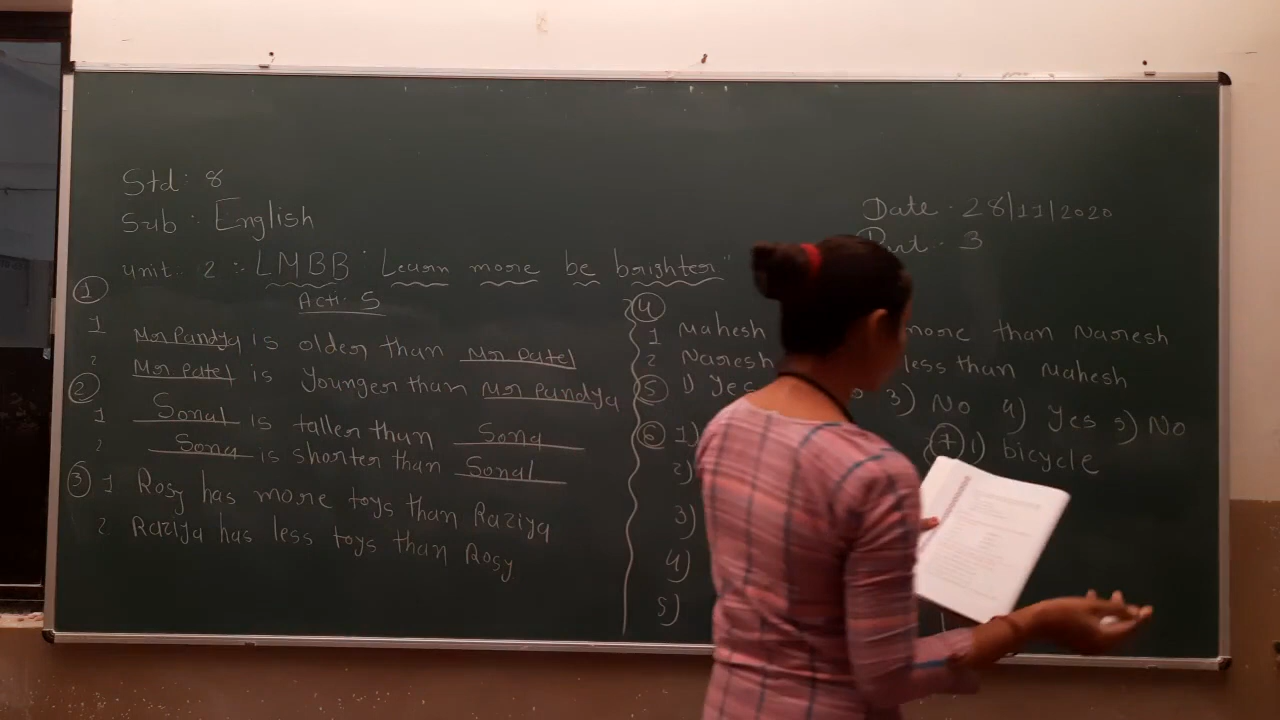 Std: 8
Sub :- English
Date. 28/11/2020
Part:- 3
Unit:- 2 :- LMBB "Learn more be brighter."
Acti: 5
①
1 Mr Pandya is older than Mr Patel
2 Mr Patel is younger than Mr Pandya
②
1 Sonal is taller than Sona
2 Sona is shorter than Sonal
③ 1 Rosy has more toys than Raziya
2 Raziya has less toys than Rosy
④
1 Mahesh more than Naresh
2 Naresh less than Mahesh
⑤ 1) Yes 3) No 4) Yes 5) No
⑥ 1)
⑦ 1) bicycle
2)
3)
4)
5)